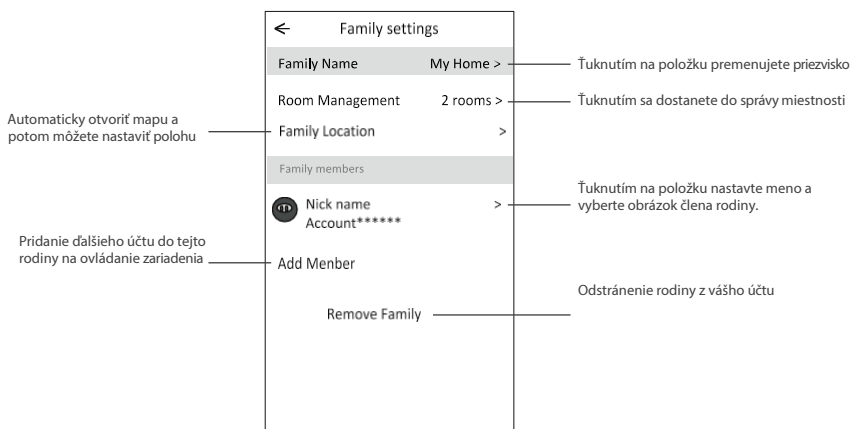 Family settings
Family Name My Home >
Ťuknutím na položku premenujete priezvisko
Room Management 2 rooms >
Ťuknutím sa dostanete do správy miestnosti
Automaticky otvoriť mapu a
potom môžete nastaviť polohu
Family Location >
Family members
Nick name >
Account******
Ťuknutím na položku nastavte meno a
vyberte obrázok člena rodiny.
Pridanie ďalšieho účtu do tejto
rodiny na ovládanie zariadenia
Add Menber
Remove Family
Odstránenie rodiny z vášho účtu